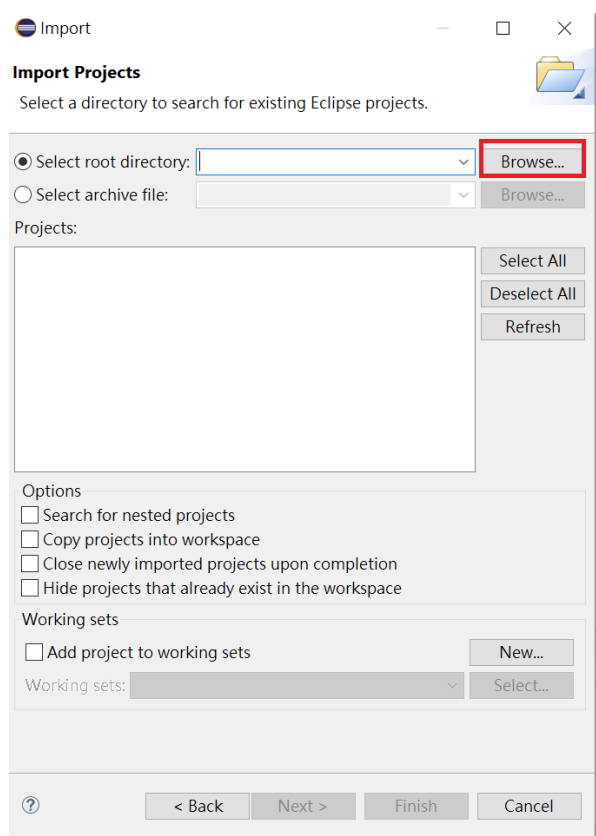 Import
Import Projects
Select a directory to search for existing Eclipse projects.
Select root directory: Browse...
Select archive file: Browse...
Projects:
Select All
Deselect All
Refresh
Options
Search for nested projects
Copy projects into workspace
Close newly imported projects upon completion
Hide projects that already exist in the workspace
Working sets
Add project to working sets New...
Working sets: Select...
? < Back Next > Finish Cancel